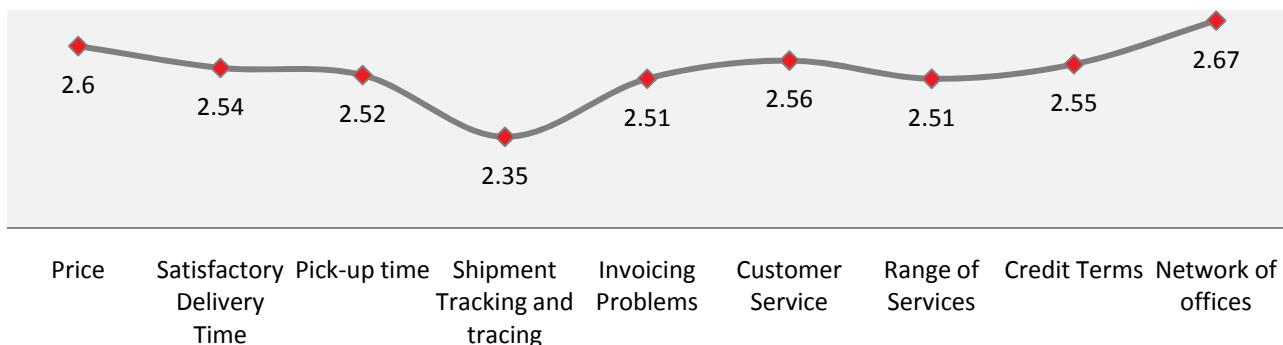 2.6
2.54
2.52
2.35
2.51
2.56
2.51
2.55
2.67
Price
Satisfactory
Delivery
Time
Pick-up time
Shipment
Tracking and
tracing
Invoicing
Problems
Customer
Service
Range of
Services
Credit Terms
Network of
offices